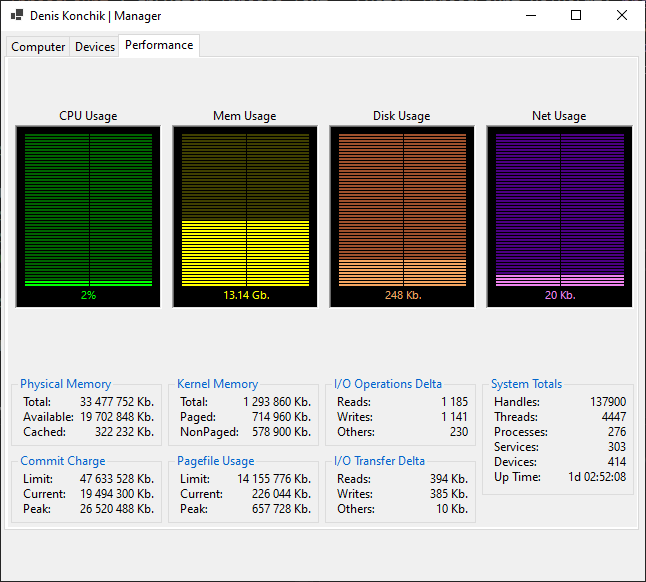 Denis Konchik | Manager
Computer Devices Performance
CPU Usage Mem Usage Disk Usage Net Usage
2% 13.14 Gb. 248 Kb. 20 Kb.
Physical Memory
Total: 33 477 752 Kb.
Available: 19 702 848 Kb.
Cached: 322 232 Kb.
Kernel Memory
Total: 1 293 860 Kb.
Paged: 714 960 Kb.
NonPaged: 578 900 Kb.
I/O Operations Delta
Reads: 1 185
Writes: 1 141
Others: 230
System Totals
Handles: 137900
Threads: 4447
Processes: 276
Services: 303
Devices: 414
Up Time: 1d 02:52:08
Commit Charge
Limit: 47 633 528 Kb.
Current: 19 494 300 Kb.
Peak: 26 520 488 Kb.
Pagefile Usage
Limit: 14 155 776 Kb.
Current: 226 044 Kb.
Peak: 657 728 Kb.
I/O Transfer Delta
Reads: 394 Kb.
Writes: 385 Kb.
Others: 10 Kb.